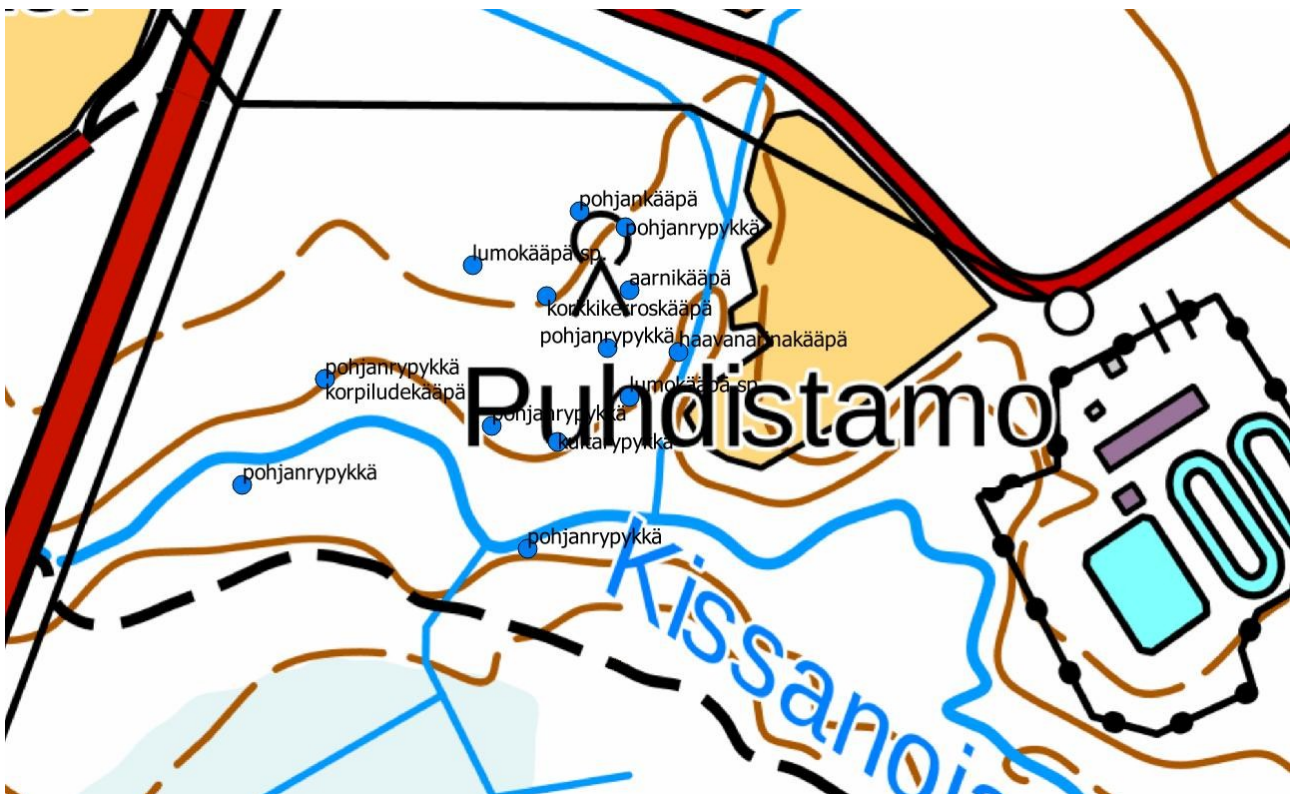 pohjankääpä
pohjanrypykkä
lumokääpä sp.
aarnikääpä
korkkikerroskääpä
pohjanrypykkä
haavanarinakääpä
pohjanrypykkä
korpiludekääpä
lumokääpä sp.
Puhdistamo
pohjanrypykkä
kultarypykkä
pohjanrypykkä
pohjanrypykkä
Kissanoja